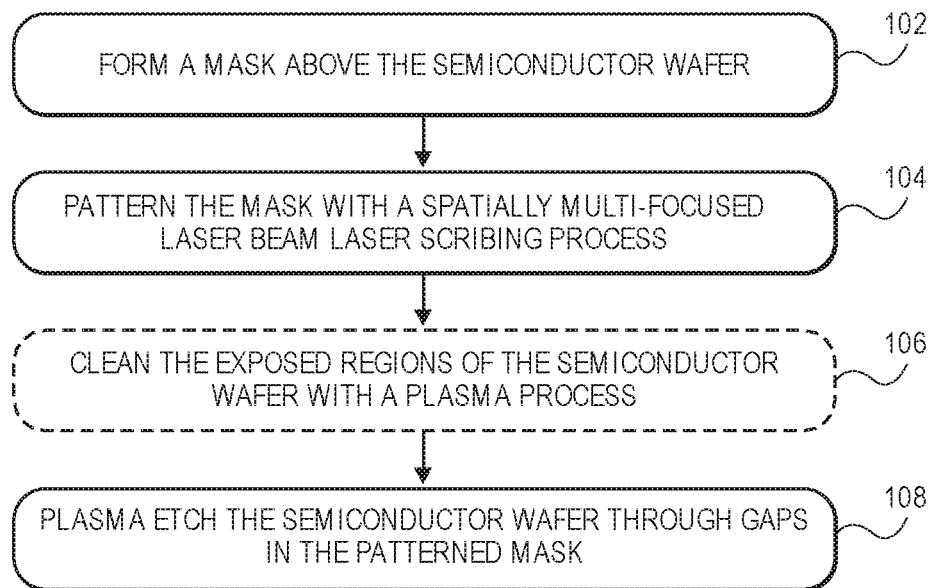 102
FORM A MASK ABOVE THE SEMICONDUCTOR WAFER
104
PATTERN THE MASK WITH A SPATIALLY MULTI-FOCUSED
LASER BEAM LASER SCRIBING PROCESS
106
CLEAN THE EXPOSED REGIONS OF THE SEMICONDUCTOR
WAFER WITH A PLASMA PROCESS
108
PLASMA ETCH THE SEMICONDUCTOR WAFER THROUGH GAPS
IN THE PATTERNED MASK